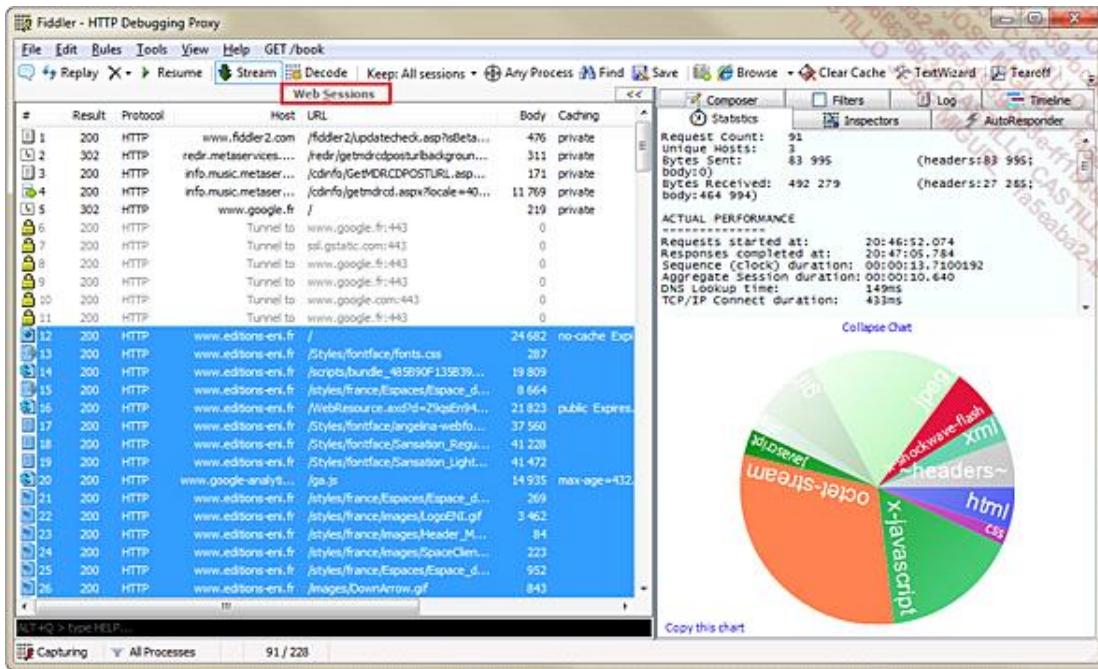 Fiddler - HTTP Debugging Proxy
File Edit Rules Tools View Help GET /book
Replay X Resume Stream Decode Keep: All sessions Any Process Find Save Browse Clear Cache TextWizard Tearoff
Web Sessions <<
# Result Protocol Host URL Body Caching
1 200 HTTP www.fiddler2.com /fiddler2/updatecheck.asp?isBeta... 476 private
2 302 HTTP redir.metaservices.... /redir/getmdrcdposturlbackgroun... 311 private
3 200 HTTP info.music.metaser... /cdinfo/GetMDRCDPOSTURL.asp 171 private
4 200 HTTP info.music.metaser... /cdinfo/getmdrcd.aspx?locale=40... 11 769 private
5 302 HTTP www.google.fr / 219 private
6 200 HTTP Tunnel to www.google.fr:443 0
7 200 HTTP Tunnel to ssl.gstatic.com:443 0
8 200 HTTP Tunnel to www.google.fr:443 0
9 200 HTTP Tunnel to www.google.fr:443 0
10 200 HTTP Tunnel to www.google.com:443 0
11 200 HTTP Tunnel to www.google.fr:443 0
12 200 HTTP www.editions-eni.fr / 24 682 no-cache Expi
13 200 HTTP www.editions-eni.fr /Styles/fontface/fonts.css 287
14 200 HTTP www.editions-eni.fr /scripts/bundle_485B90F135B39... 19 809
15 200 HTTP www.editions-eni.fr /styles/france/Espaces/Espace_d... 8 664
16 200 HTTP www.editions-eni.fr /WebResource.axd?d=Z9qsEn94... 21 823 public Expires.
17 200 HTTP www.editions-eni.fr /Styles/fontface/angelina-webfo... 37 560
18 200 HTTP www.editions-eni.fr /Styles/fontface/Sansation_Regu... 41 228
19 200 HTTP www.editions-eni.fr /Styles/fontface/Sansation_Light... 41 472
20 200 HTTP www.google-analyti... /ga.js 14 935 max-age=432
21 200 HTTP www.editions-eni.fr /styles/france/Espaces/Espace_d... 269
22 200 HTTP www.editions-eni.fr /styles/france/images/LogoENI.gif 3 462
23 200 HTTP www.editions-eni.fr /styles/france/images/Header_M... 84
24 200 HTTP www.editions-eni.fr /styles/france/images/SpaceClien... 223
25 200 HTTP www.editions-eni.fr /styles/france/Espaces/Espace_d... 952
26 200 HTTP www.editions-eni.fr /images/DownArrow.gif 843
ALT+Q > type HELP...
Capturing All Processes 91 / 228
Composer Filters Log Timeline
Statistics Inspectors AutoResponder
Request Count: 91
Unique Hosts: 3
Bytes Sent: 83 995 (headers:83 995;
body:0)
Bytes Received: 492 279 (headers:27 285;
body:464 994)
ACTUAL PERFORMANCE
--------------
Requests started at: 20:46:52.074
Responses completed at: 20:47:05.784
Sequence (clock) duration: 00:00:13.7100192
Aggregate Session duration: 00:00:10.640
DNS Lookup time: 149ms
TCP/IP Connect duration: 433ms
Collapse Chart
jpeg
shockwave-flash
xml
~headers~
html
css
x-javascript
octet-stream
javascript
Copy this chart